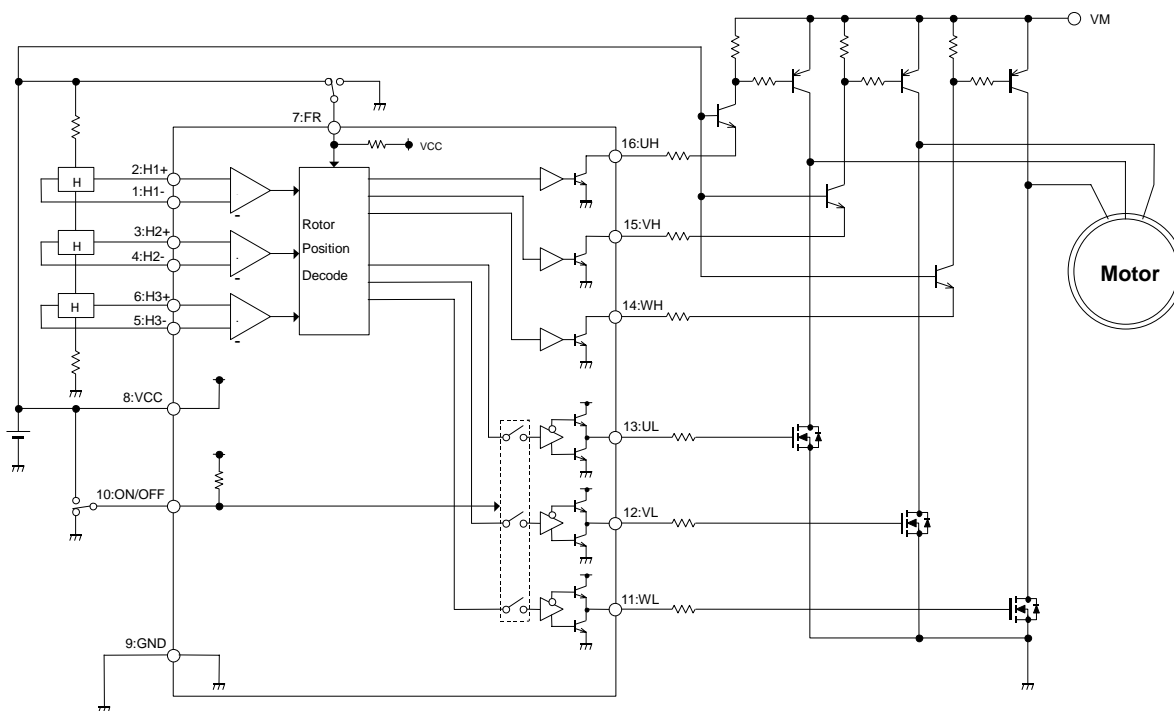 VM
7:FR
VCC
16:UH
2:H1+
H
1:H1-
Rotor
Position
Decode
15:VH
3:H2+
H
4:H2-
Motor
6:H3+
H
5:H3-
14:WH
8:VCC
13:UL
10:ON/OFF
12:VL
11:WL
9:GND